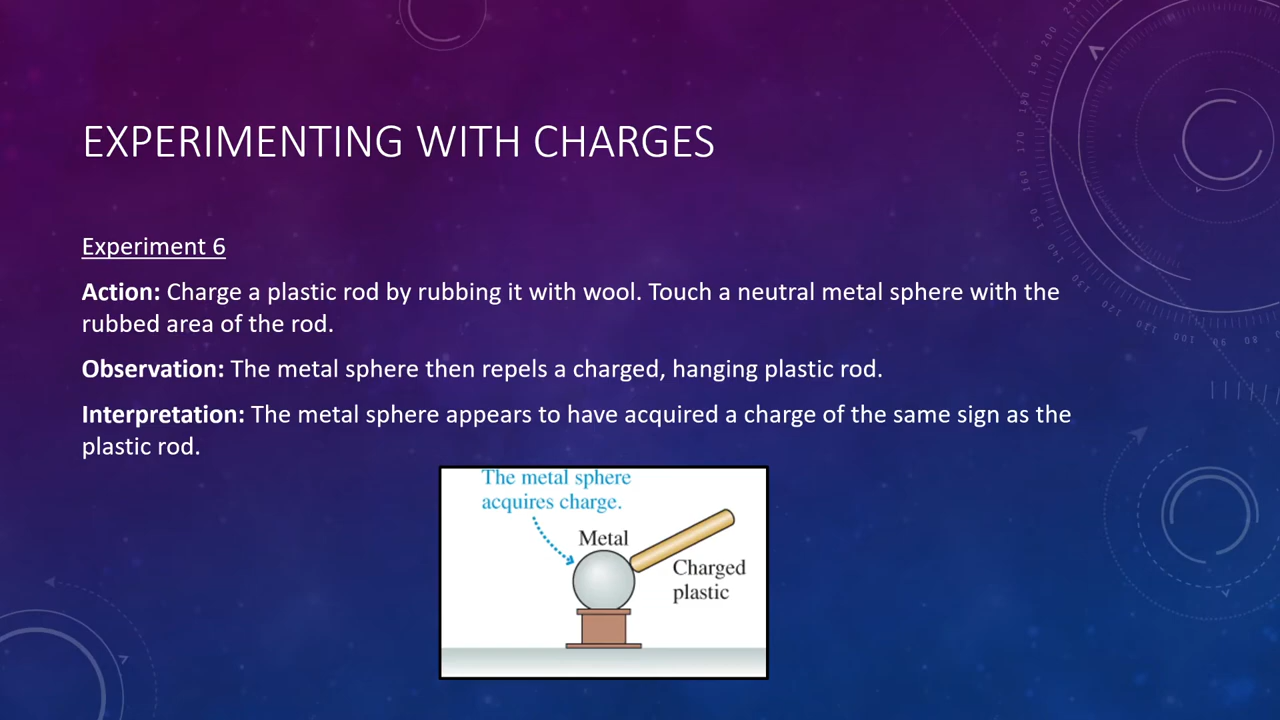 EXPERIMENTING WITH CHARGES
Experiment 6
Action: Charge a plastic rod by rubbing it with wool. Touch a neutral metal sphere with the
rubbed area of the rod.
Observation: The metal sphere then repels a charged, hanging plastic rod.
Interpretation: The metal sphere appears to have acquired a charge of the same sign as the
plastic rod.
The metal sphere
acquires charge.
Metal
Charged
plastic